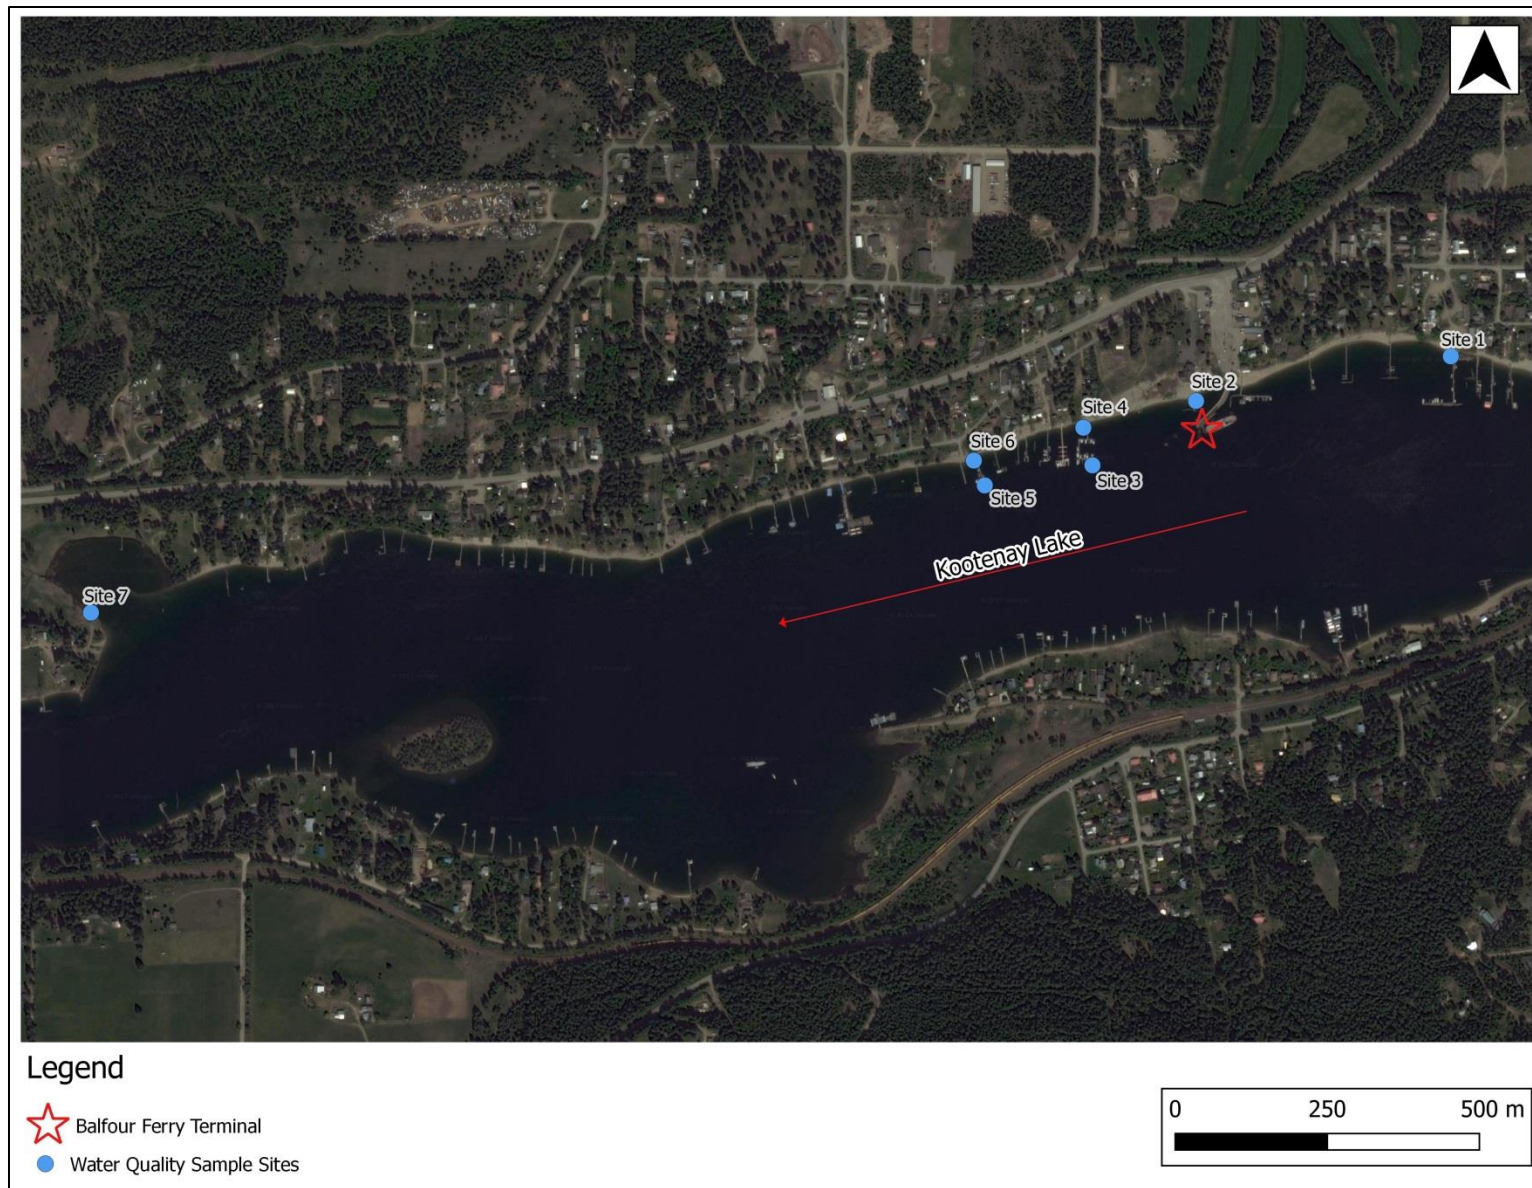 Site 1
Site 2
Site 4
Site 6
Site 3
Site 5
Kootenay Lake
Site 7
Legend
Balfour Ferry Terminal
Water Quality Sample Sites
0 250 500 m